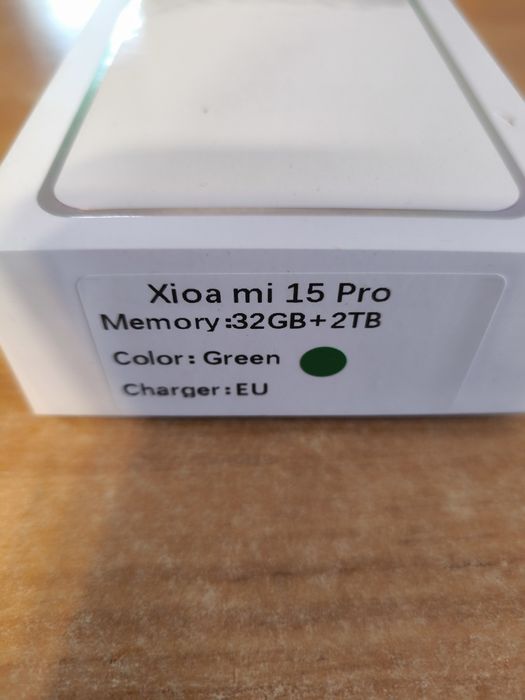 Xioa mi 15 Pro
Memory:32GB+2TB
Color: Green
Charger:EU